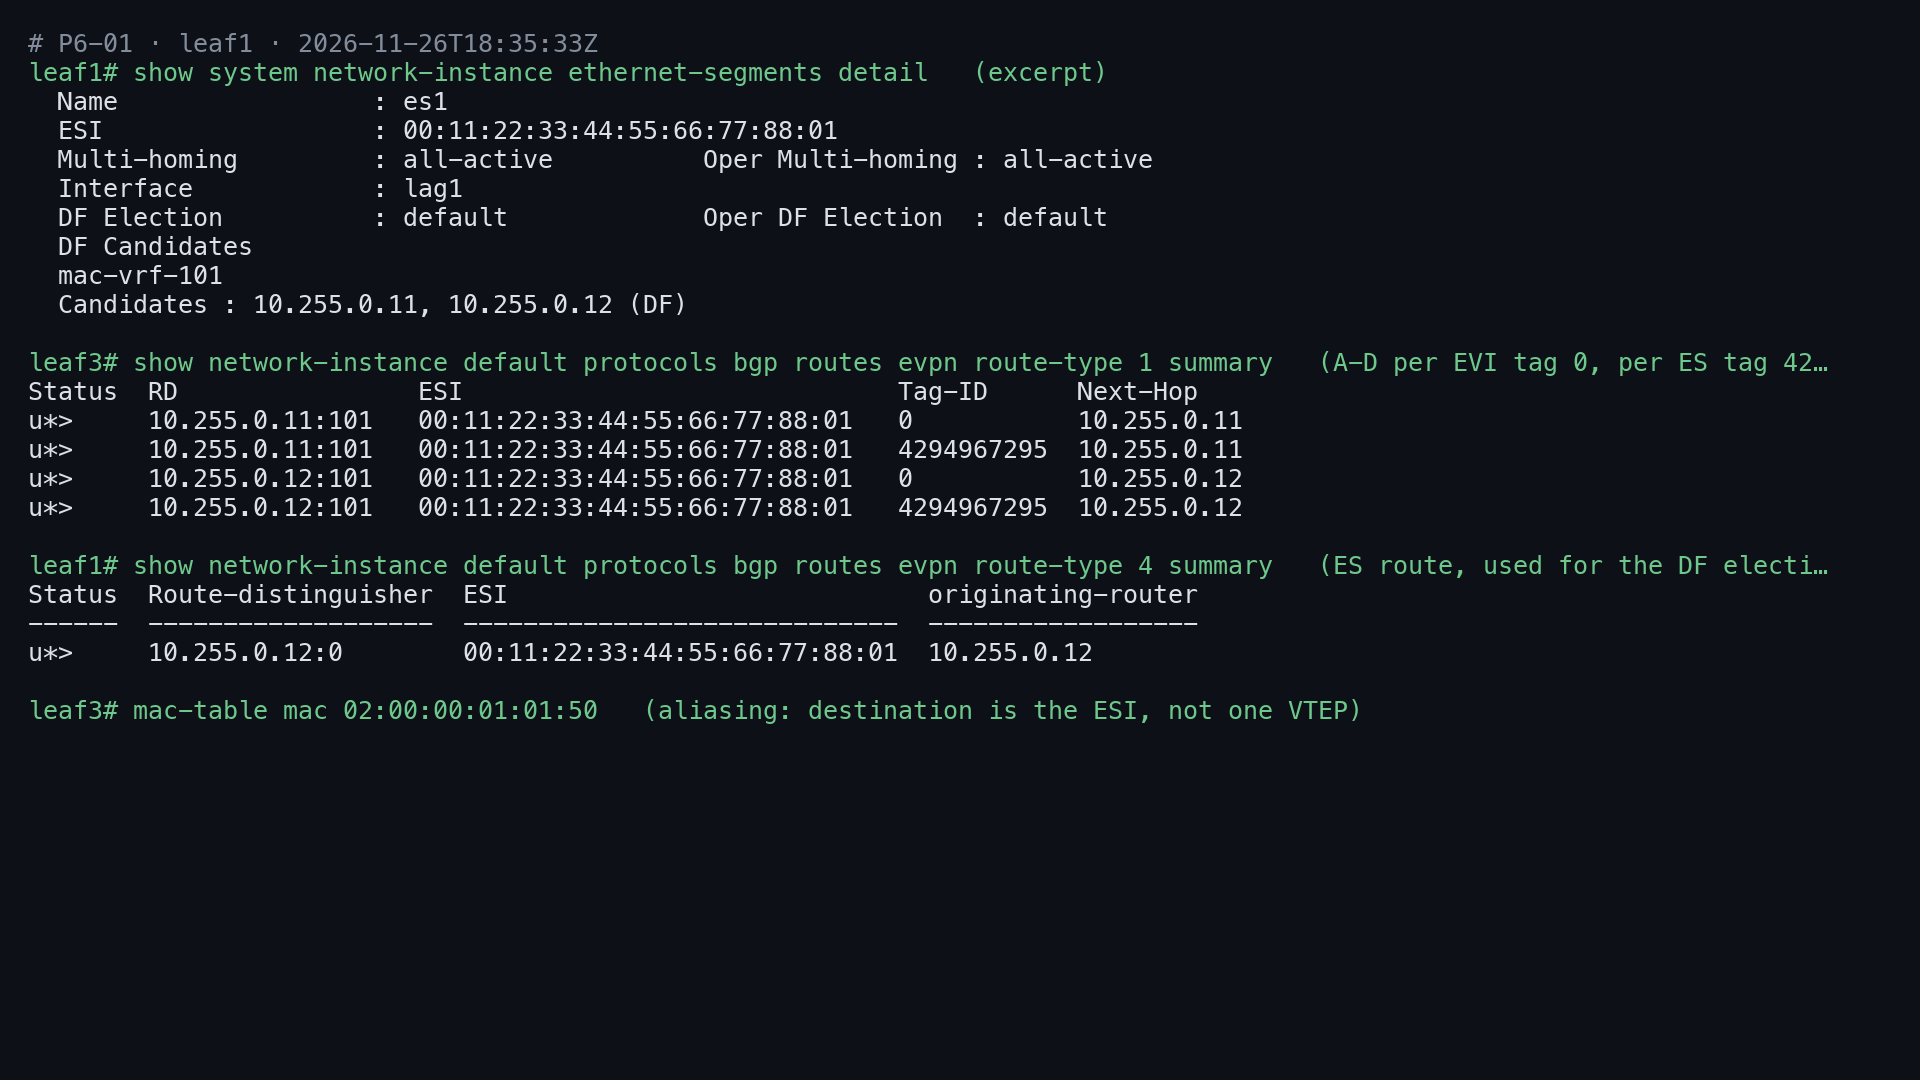 # P6-01 · leaf1 · 2026-11-26T18:35:33Z
leaf1# show system network-instance ethernet-segments detail   (excerpt)
  Name                 : es1
  ESI                  : 00:11:22:33:44:55:66:77:88:01
  Multi-homing         : all-active          Oper Multi-homing : all-active
  Interface            : lag1
  DF Election          : default             Oper DF Election  : default
  DF Candidates
  mac-vrf-101
  Candidates : 10.255.0.11, 10.255.0.12 (DF)

leaf3# show network-instance default protocols bgp routes evpn route-type 1 summary   (A-D per EVI tag 0, per ES tag 42…
Status  RD                ESI                             Tag-ID      Next-Hop
u*>     10.255.0.11:101   00:11:22:33:44:55:66:77:88:01   0           10.255.0.11
u*>     10.255.0.11:101   00:11:22:33:44:55:66:77:88:01   4294967295  10.255.0.11
u*>     10.255.0.12:101   00:11:22:33:44:55:66:77:88:01   0           10.255.0.12
u*>     10.255.0.12:101   00:11:22:33:44:55:66:77:88:01   4294967295  10.255.0.12

leaf1# show network-instance default protocols bgp routes evpn route-type 4 summary   (ES route, used for the DF electi…
Status  Route-distinguisher  ESI                            originating-router
------  -------------------  -----------------------------  ------------------
u*>     10.255.0.12:0        00:11:22:33:44:55:66:77:88:01  10.255.0.12

leaf3# mac-table mac 02:00:00:01:01:50   (aliasing: destination is the ESI, not one VTEP)